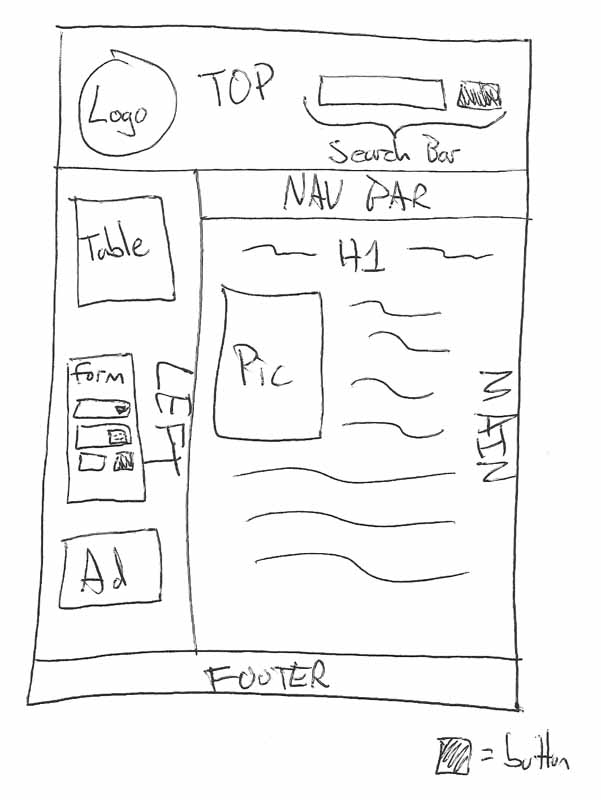 Logo
TOP
Search Bar
NAV BAR
Table
H1
Pic
Form
LEFT
MAIN
Ad
FOOTER
= button